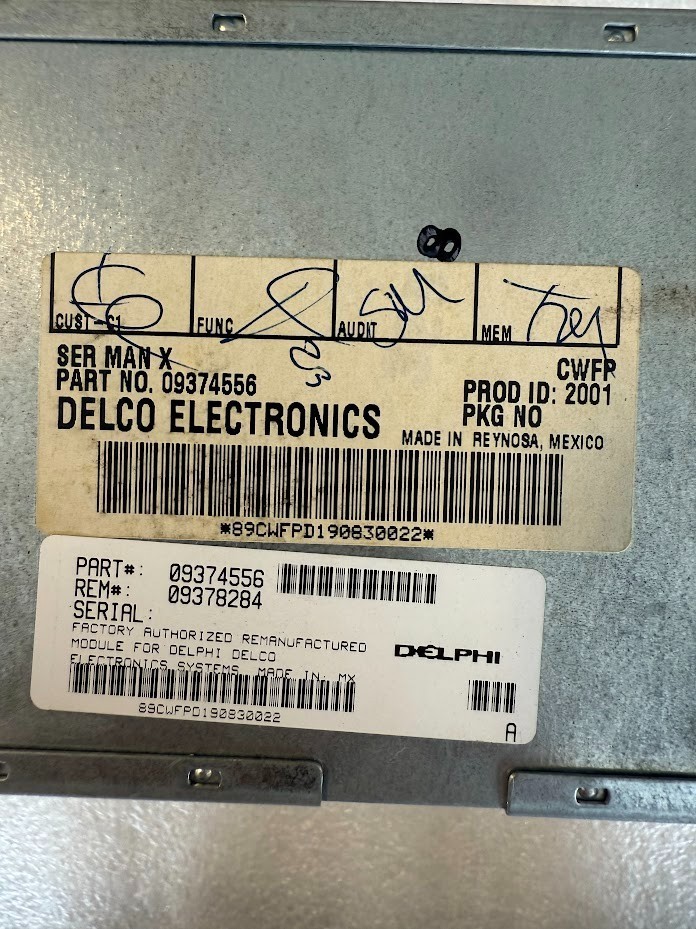 8
CUST-C1 FUNC AUDIT MEM
SER MAN X
CWFP
PART NO. 09374556
PROD ID: 2001
DELCO ELECTRONICS
PKG NO
MADE IN REYNOSA, MEXICO
*89CWFPD190830022*
PART#: 09374556
REM#: 09378284
SERIAL:
FACTORY AUTHORIZED REMANUFACTURED
MODULE FOR DELPHI DELCO
ELECTRONICS SYSTEMS MADE IN: MX
DELPHI
89CWFPD190830022
A